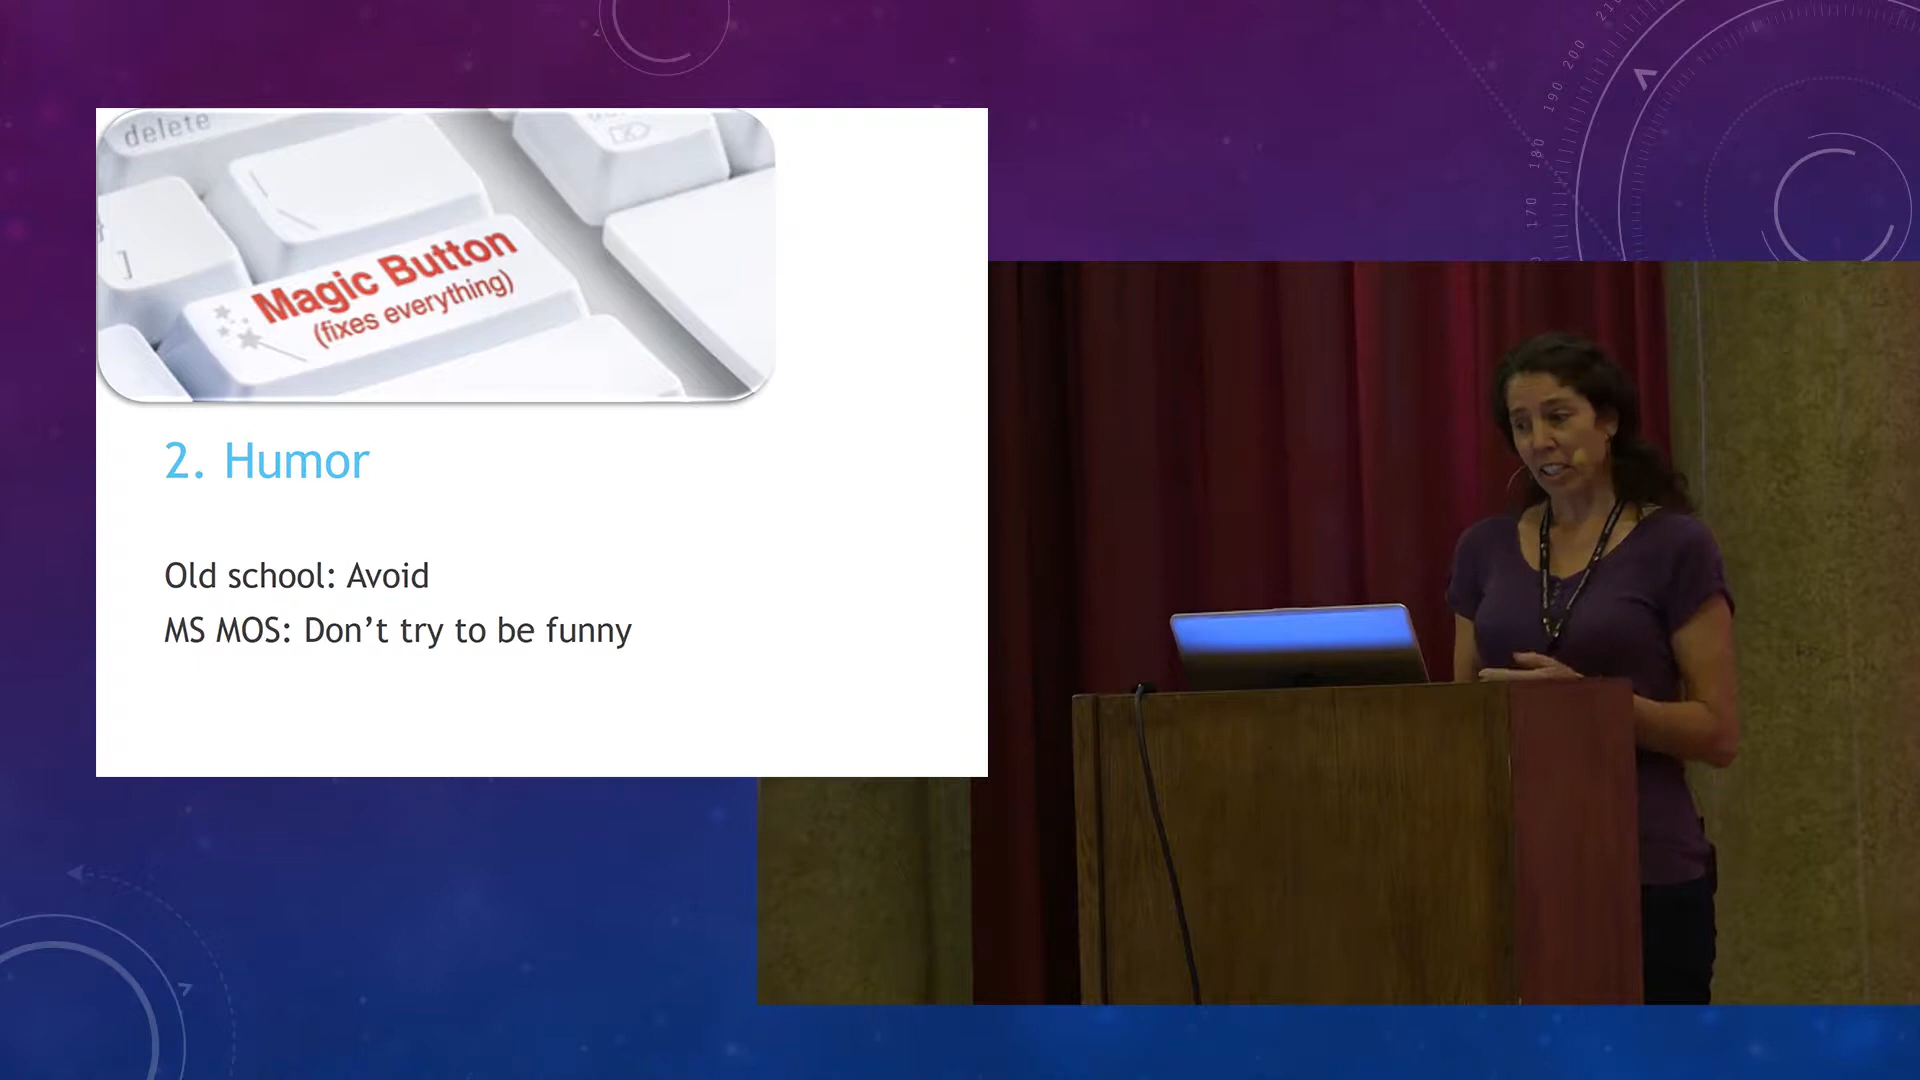 delete
]
Magic Button
(fixes everything)
2. Humor
Old school: Avoid
MS MOS: Don’t try to be funny
210
200
190
180
170